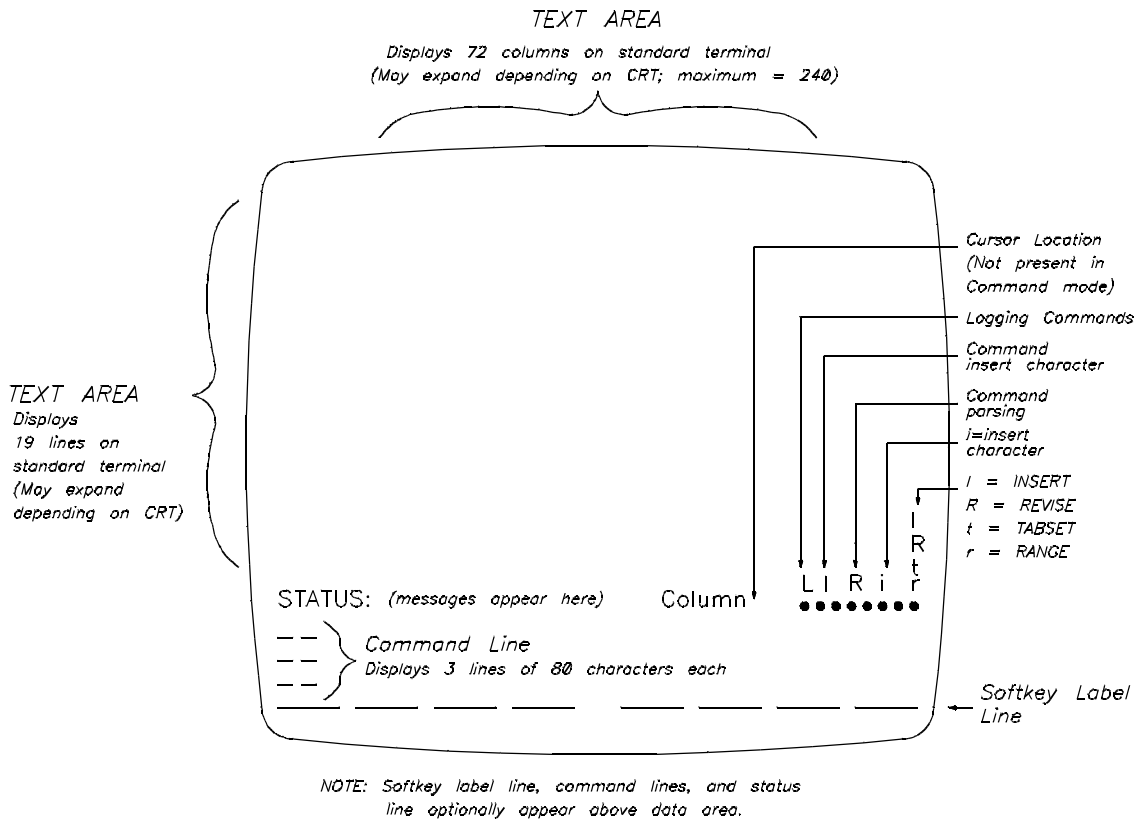 TEXT AREA
Displays 72 columns on standard terminal
(May expand depending on CRT; maximum = 240)
Cursor Location
(Not present in
Command mode)
Logging Commands
Command
insert character
Command
parsing
i=insert
character
I = INSERT
R = REVISE
t = TABSET
r = RANGE
TEXT AREA
Displays
19 lines on
standard terminal
(May expand
depending on CRT)
I
R
t
L I R i r
STATUS: (messages appear here) Column
Command Line
Displays 3 lines of 80 characters each
Softkey Label
Line
NOTE: Softkey label line, command lines, and status
line optionally appear above data area.